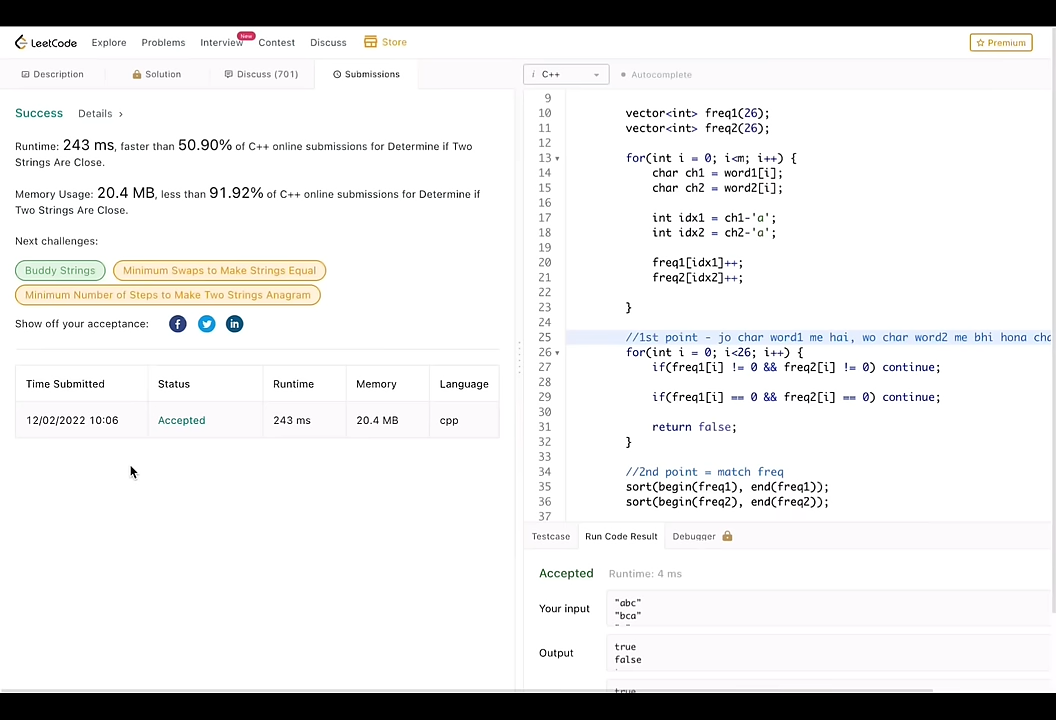 LeetCode Explore Problems Interview New Contest Discuss Store Premium
Description Solution Discuss (701) Submissions
i C++ Autocomplete
Success Details >
Runtime: 243 ms, faster than 50.90% of C++ online submissions for Determine if Two
Strings Are Close.
Memory Usage: 20.4 MB, less than 91.92% of C++ online submissions for Determine if
Two Strings Are Close.
Next challenges:
Buddy Strings Minimum Swaps to Make Strings Equal
Minimum Number of Steps to Make Two Strings Anagram
Show off your acceptance:
Time Submitted Status Runtime Memory Language
12/02/2022 10:06 Accepted 243 ms 20.4 MB cpp
9
10 vector<int> freq1(26);
11 vector<int> freq2(26);
12
13 for(int i = 0; i<m; i++) {
14 char ch1 = word1[i];
15 char ch2 = word2[i];
16
17 int idx1 = ch1-'a';
18 int idx2 = ch2-'a';
19
20 freq1[idx1]++;
21 freq2[idx2]++;
22
23 }
24
25 //1st point - jo char word1 me hai, wo char word2 me bhi hona
26 for(int i = 0; i<26; i++) {
27 if(freq1[i] != 0 && freq2[i] != 0) continue;
28
29 if(freq1[i] == 0 && freq2[i] == 0) continue;
30
31 return false;
32 }
33
34 //2nd point = match freq
35 sort(begin(freq1), end(freq1));
36 sort(begin(freq2), end(freq2));
37
Testcase Run Code Result Debugger
Accepted Runtime: 4 ms
Your input
"abc"
"bca"
Output
true
false
true